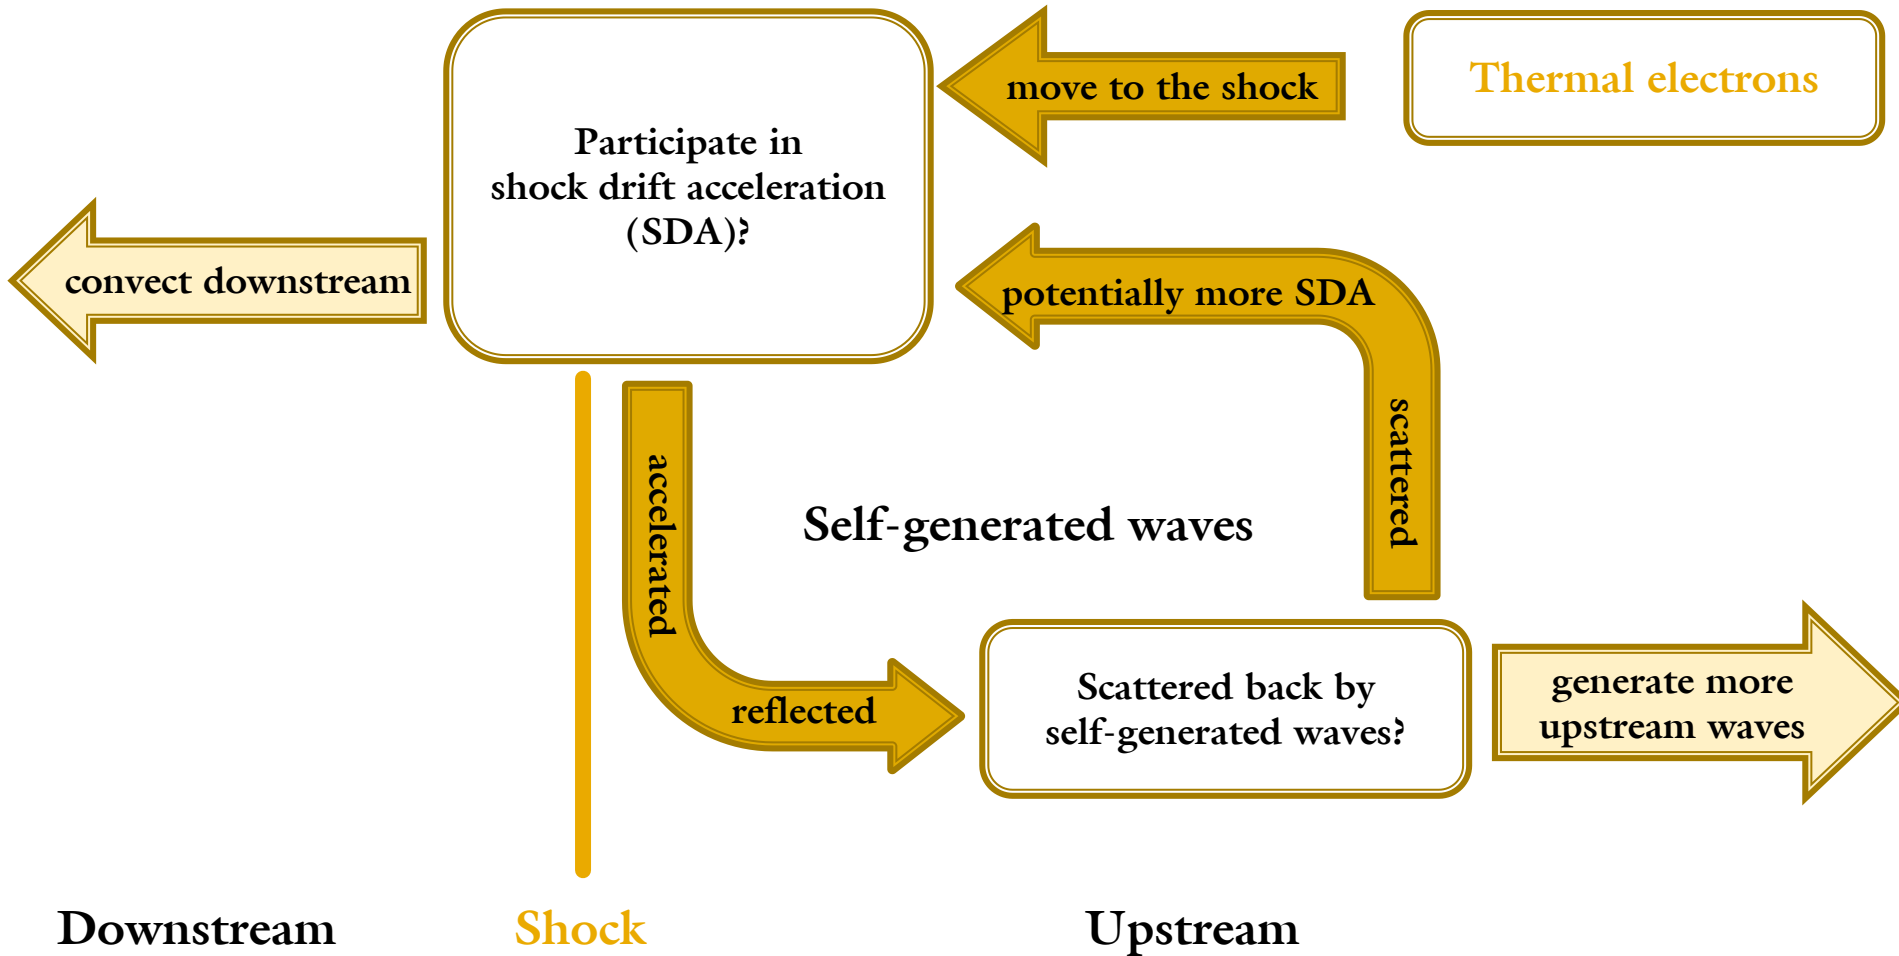 Thermal electrons
move to the shock
Participate in
shock drift acceleration
(SDA)?
convect downstream
potentially more SDA
scattered
accelerated
Self-generated waves
reflected
Scattered back by
self-generated waves?
generate more
upstream waves
Downstream
Shock
Upstream